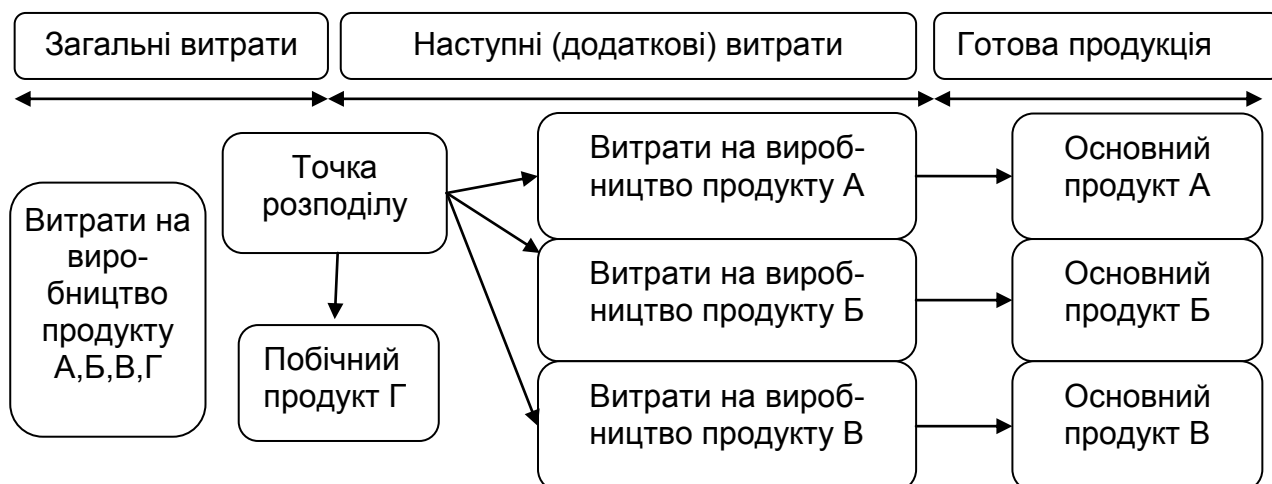 Загальні витрати
Наступні (додаткові) витрати
Готова продукція
Витрати на
виро-
бництво
продукту
А,Б,В,Г
Точка
розподілу
Побічний
продукт Г
Витрати на вироб-
ництво продукту А
Основний
продукт А
Витрати на вироб-
ництво продукту Б
Основний
продукт Б
Витрати на вироб-
ництво продукту В
Основний
продукт В